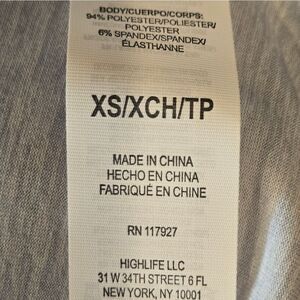 BODY/CUERPO/CORPS:
94% POLYESTER/POLIESTER/
POLYESTER
6% SPANDEX/SPANDEX/
ÉLASTHANNE
XS/XCH/TP
MADE IN CHINA
HECHO EN CHINA
FABRIQUÉ EN CHINE
RN 117927
HIGHLIFE LLC
31 W 34TH STREET 6 FL
NEW YORK, NY 10001